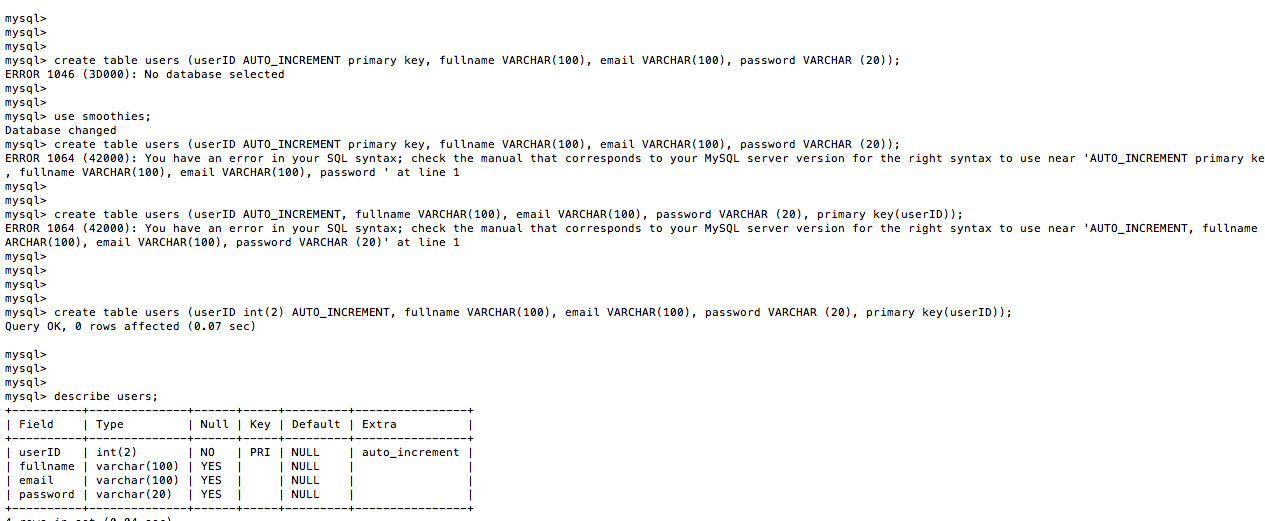 mysql>
mysql>
mysql>
mysql> create table users (userID AUTO_INCREMENT primary key, fullname VARCHAR(100), email VARCHAR(100), password VARCHAR (20));
ERROR 1046 (3D000): No database selected
mysql>
mysql>
mysql> use smoothies;
Database changed
mysql> create table users (userID AUTO_INCREMENT primary key, fullname VARCHAR(100), email VARCHAR(100), password VARCHAR (20));
ERROR 1064 (42000): You have an error in your SQL syntax; check the manual that corresponds to your MySQL server version for the right syntax to use near 'AUTO_INCREMENT primary ke
, fullname VARCHAR(100), email VARCHAR(100), password ' at line 1
mysql>
mysql>
mysql> create table users (userID AUTO_INCREMENT, fullname VARCHAR(100), email VARCHAR(100), password VARCHAR (20), primary key(userID));
ERROR 1064 (42000): You have an error in your SQL syntax; check the manual that corresponds to your MySQL server version for the right syntax to use near 'AUTO_INCREMENT, fullname
ARCHAR(100), email VARCHAR(100), password VARCHAR (20)' at line 1
mysql>
mysql>
mysql>
mysql>
mysql> create table users (userID int(2) AUTO_INCREMENT, fullname VARCHAR(100), email VARCHAR(100), password VARCHAR (20), primary key(userID));
Query OK, 0 rows affected (0.07 sec)
mysql>
mysql>
mysql>
mysql> describe users;
+----------+--------------+------+-----+---------+----------------+
| Field    | Type         | Null | Key | Default | Extra          |
+----------+--------------+------+-----+---------+----------------+
| userID   | int(2)       | NO   | PRI | NULL    | auto_increment |
| fullname | varchar(100) | YES  |     | NULL    |                |
| email    | varchar(100) | YES  |     | NULL    |                |
| password | varchar(20)  | YES  |     | NULL    |                |
+----------+--------------+------+-----+---------+----------------+
4 rows in set (0.04 sec)